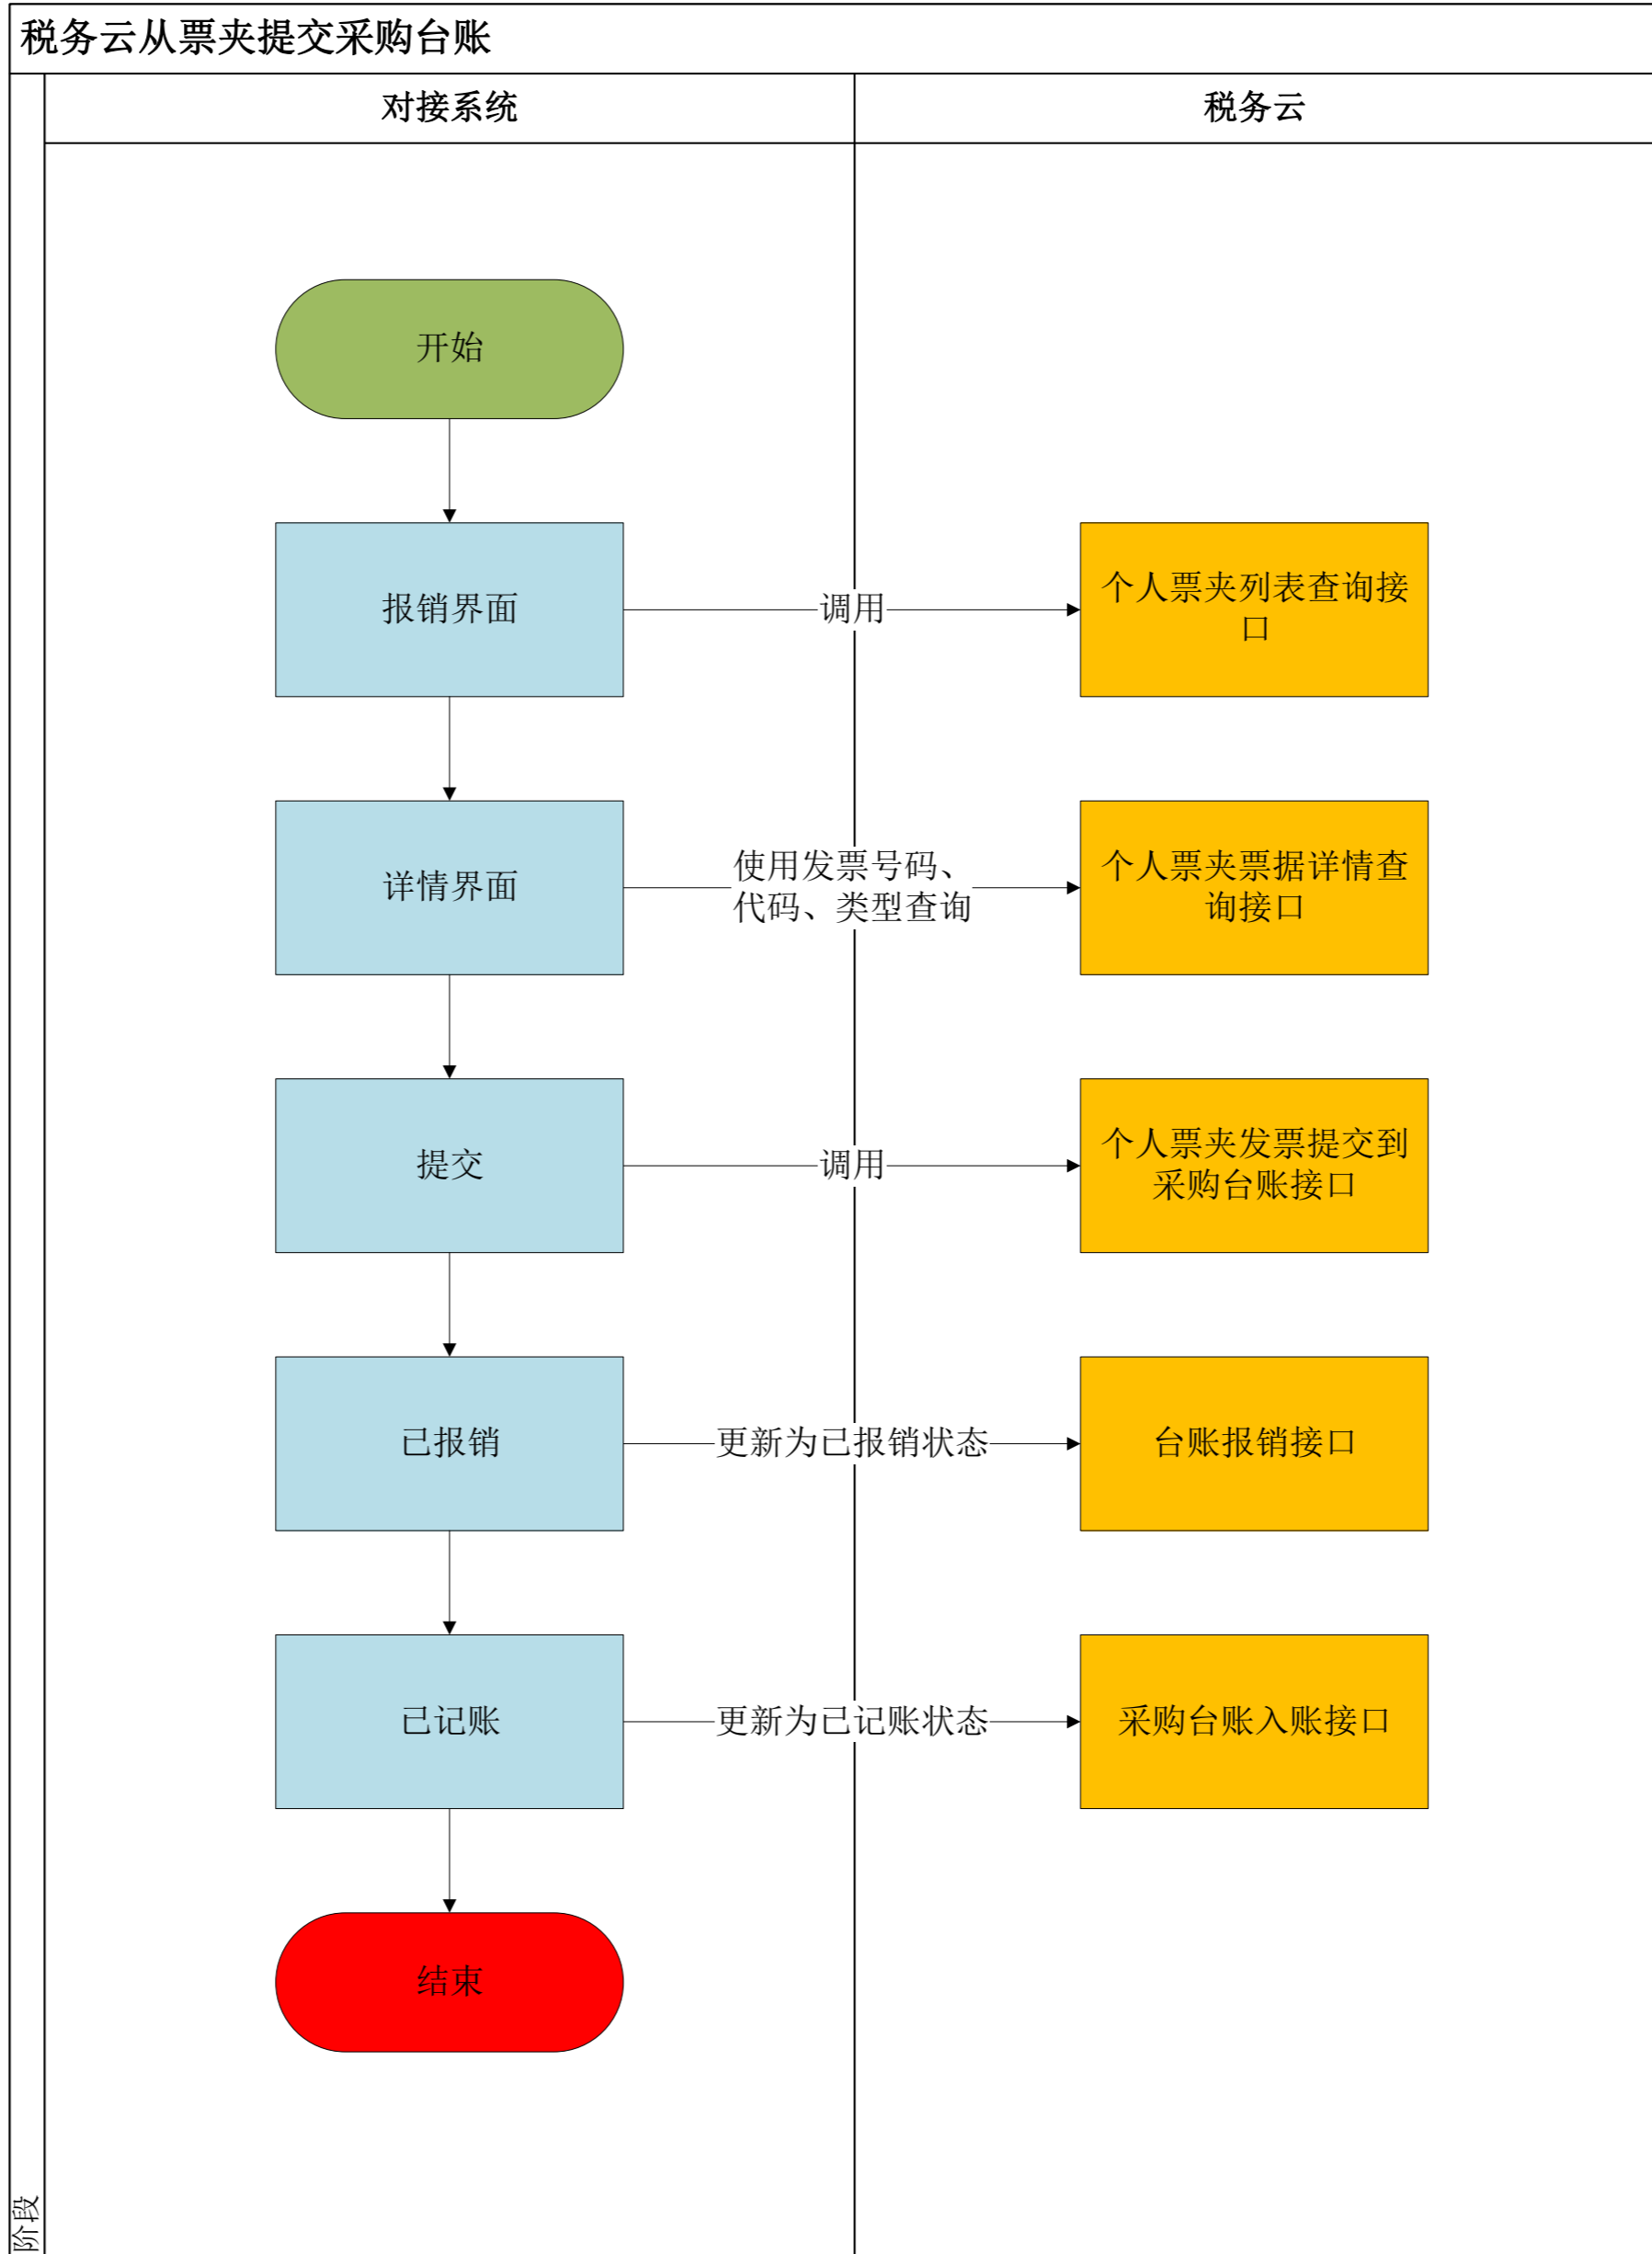 税务云从票夹提交采购台账
对接系统
税务云
开始
报销界面
调用
个人票夹列表查询接
口
详情界面
使用发票号码、
代码、类型查询
个人票夹票据详情查
询接口
提交
调用
个人票夹发票提交到
采购台账接口
已报销
更新为已报销状态
台账报销接口
已记账
更新为已记账状态
采购台账入账接口
结束
阶段